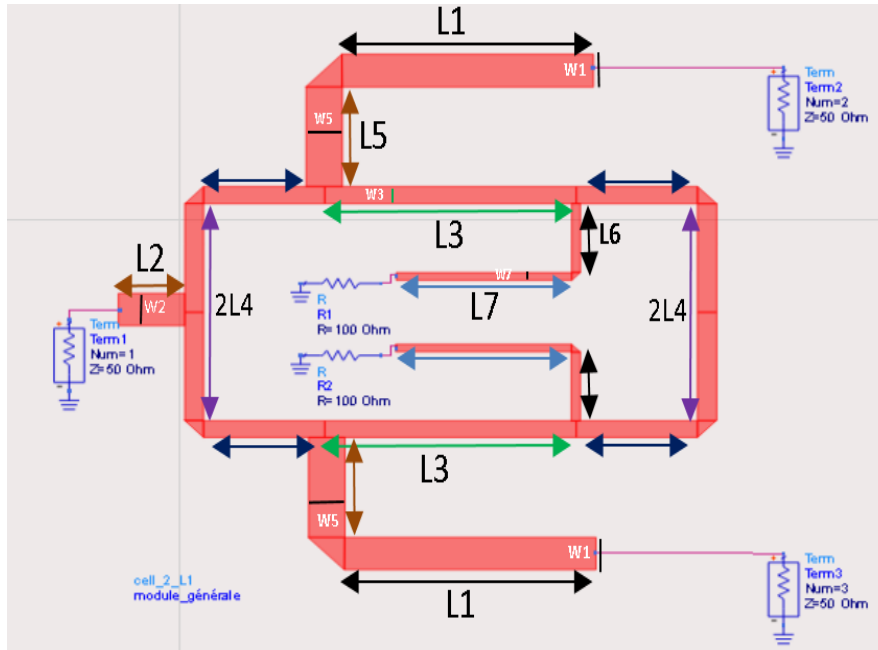 L1
W1
Term
Term2
Num=2
Z=50 Ohm
W5
L5
W3
L3
L6
L2
W2
2L4
R
R1
R=100 Ohm
W7
L7
2L4
Term
Term1
Num=1
Z=50 Ohm
R
R2
R=100 Ohm
L3
W5
W1
Term
Term3
Num=3
Z=50 Ohm
L1
cell_2_L1
module_générale